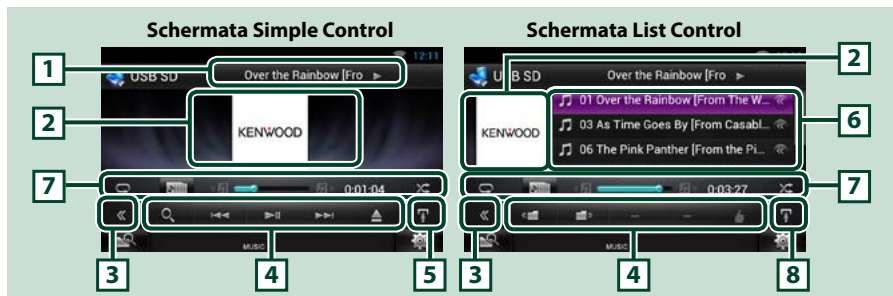 Schermata Simple Control
Schermata List Control
12:11
1
USB SD
Over the Rainbow [Fro
2
KENWOOD
7
0:01:04
MUSIC
3
4
5
2
USB SD
Over the Rainbow [Fro
KENWOOD
01 Over the Rainbow [From The W...
03 As Time Goes By [From Casabl...
06 The Pink Panther [From the Pi...
6
7
0:03:27
MUSIC
3
4
8